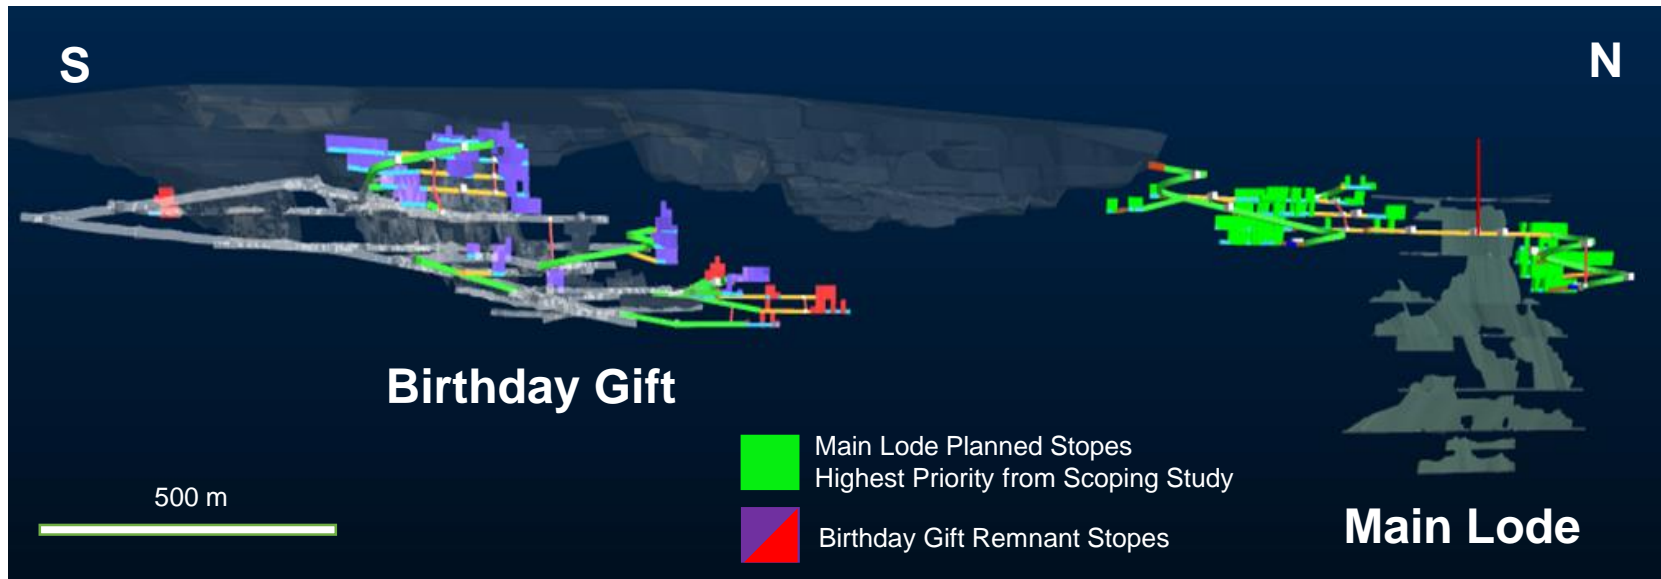 S
N
Birthday Gift
Main Lode Planned Stopes
Highest Priority from Scoping Study
500 m
Birthday Gift Remnant Stopes
Main Lode